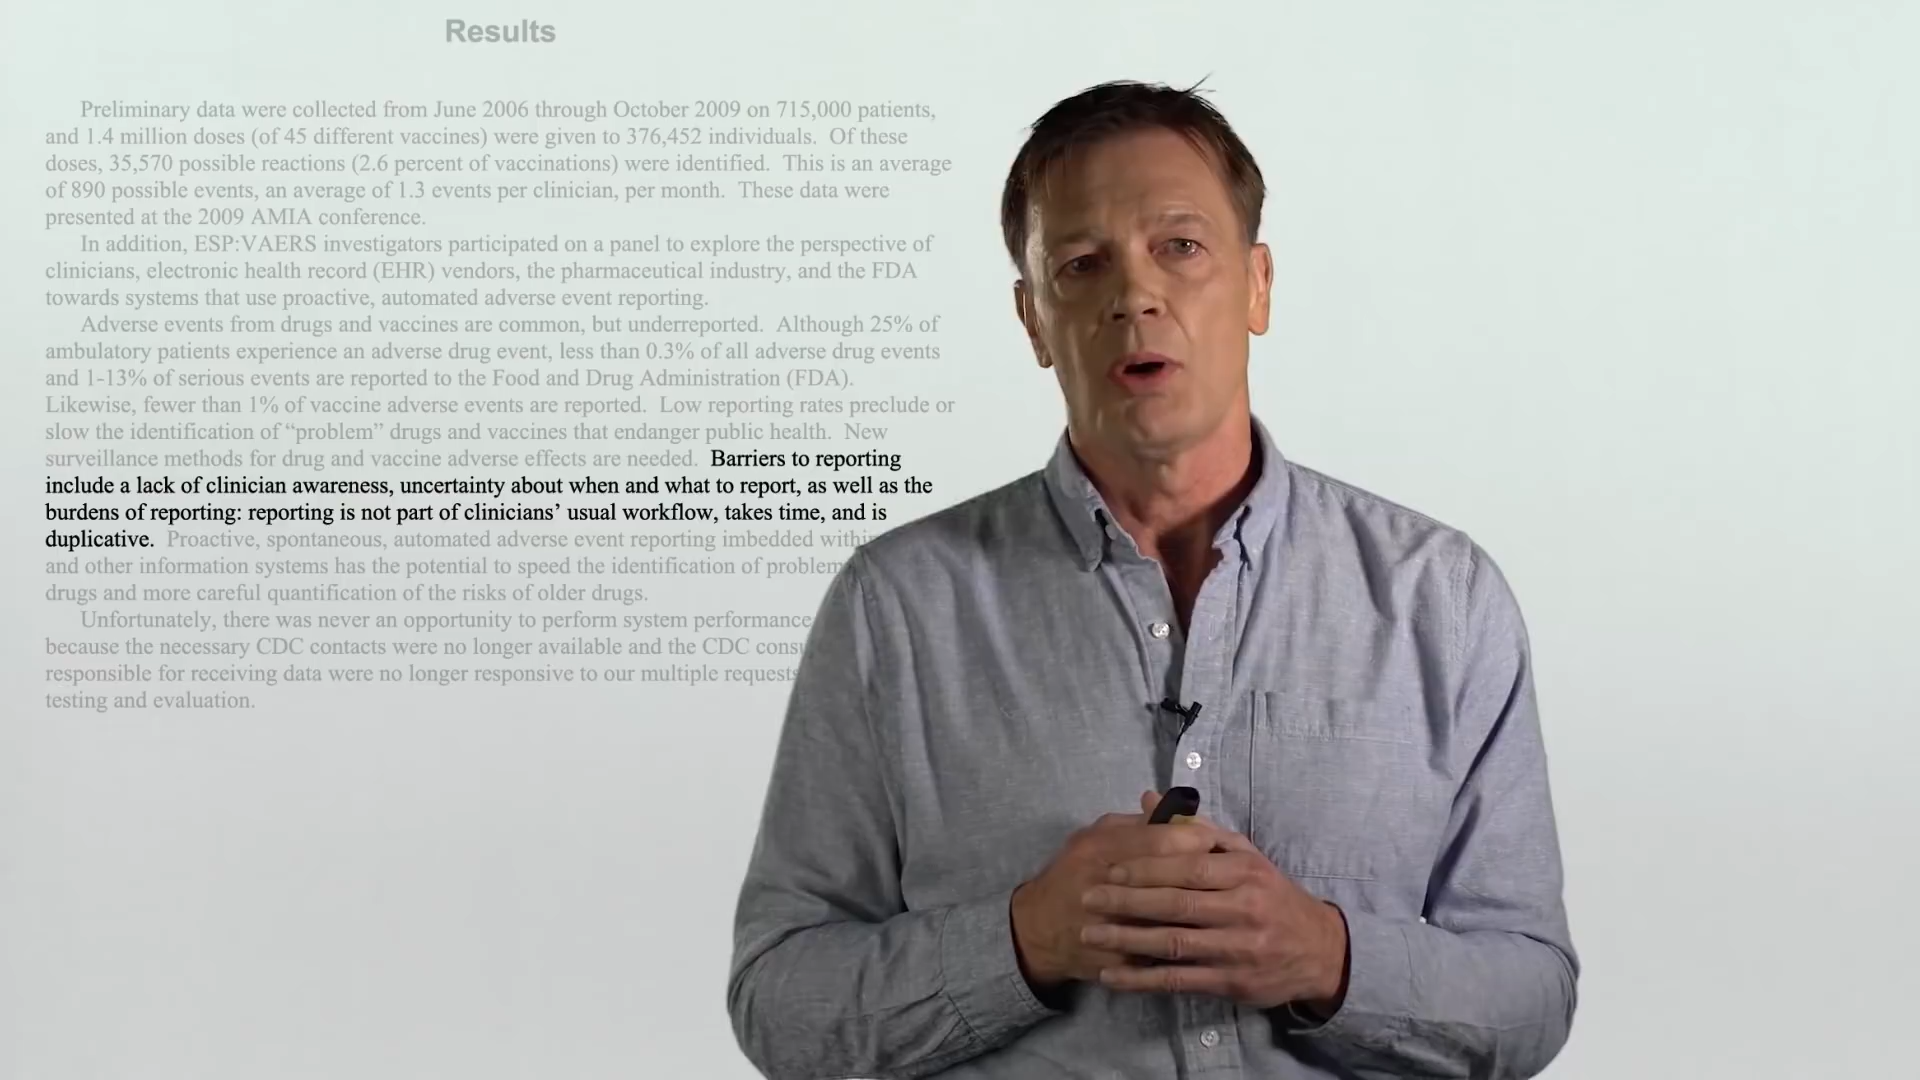 Results
Preliminary data were collected from June 2006 through October 2009 on 715,000 patients,
and 1.4 million doses (of 45 different vaccines) were given to 376,452 individuals.  Of these
doses, 35,570 possible reactions (2.6 percent of vaccinations) were identified.  This is an average
of 890 possible events, an average of 1.3 events per clinician, per month.  These data were
presented at the 2009 AMIA conference.
In addition, ESP:VAERS investigators participated on a panel to explore the perspective of
clinicians, electronic health record (EHR) vendors, the pharmaceutical industry, and the FDA
towards systems that use proactive, automated adverse event reporting.
Adverse events from drugs and vaccines are common, but underreported.  Although 25% of
ambulatory patients experience an adverse drug event, less than 0.3% of all adverse drug events
and 1-13% of serious events are reported to the Food and Drug Administration (FDA).
Likewise, fewer than 1% of vaccine adverse events are reported.  Low reporting rates preclude or
slow the identification of “problem” drugs and vaccines that endanger public health.  New
surveillance methods for drug and vaccine adverse effects are needed.  Barriers to reporting
include a lack of clinician awareness, uncertainty about when and what to report, as well as the
burdens of reporting: reporting is not part of clinicians’ usual workflow, takes time, and is
duplicative.  Proactive, spontaneous, automated adverse event reporting imbedded
and other information systems has the potential to speed the identification of problem
drugs and more careful quantification of the risks of older drugs.
Unfortunately, there was never an opportunity to perform system performance
because the necessary CDC contacts were no longer available and the CDC
responsible for receiving data were no longer responsive to our multiple requests
testing and evaluation.